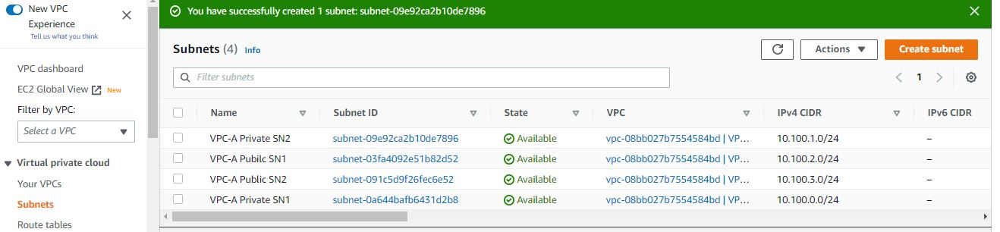 New VPC
Experience
Tell us what you think
VPC dashboard
EC2 Global View New
Filter by VPC:
Select a VPC
Virtual private cloud
Your VPCs
Subnets
Route tables
You have successfully created 1 subnet: subnet-09e92ca2b10de7896
Subnets (4) Info
Actions
Create subnet
Filter subnets
1
Name Subnet ID State VPC IPv4 CIDR IPv6 CIDR
VPC-A Private SN2 subnet-09e92ca2b10de7896 Available vpc-08bb027b7554584bd | VP... 10.100.1.0/24 –
VPC-A Pubilc SN1 subnet-03fa4092e51b82d52 Available vpc-08bb027b7554584bd | VP... 10.100.2.0/24 –
VPC-A Public SN2 subnet-091c5d9f26fec6e52 Available vpc-08bb027b7554584bd | VP... 10.100.3.0/24 –
VPC-A Private SN1 subnet-0a644bafb6431d2b8 Available vpc-08bb027b7554584bd | VP... 10.100.0.0/24 –